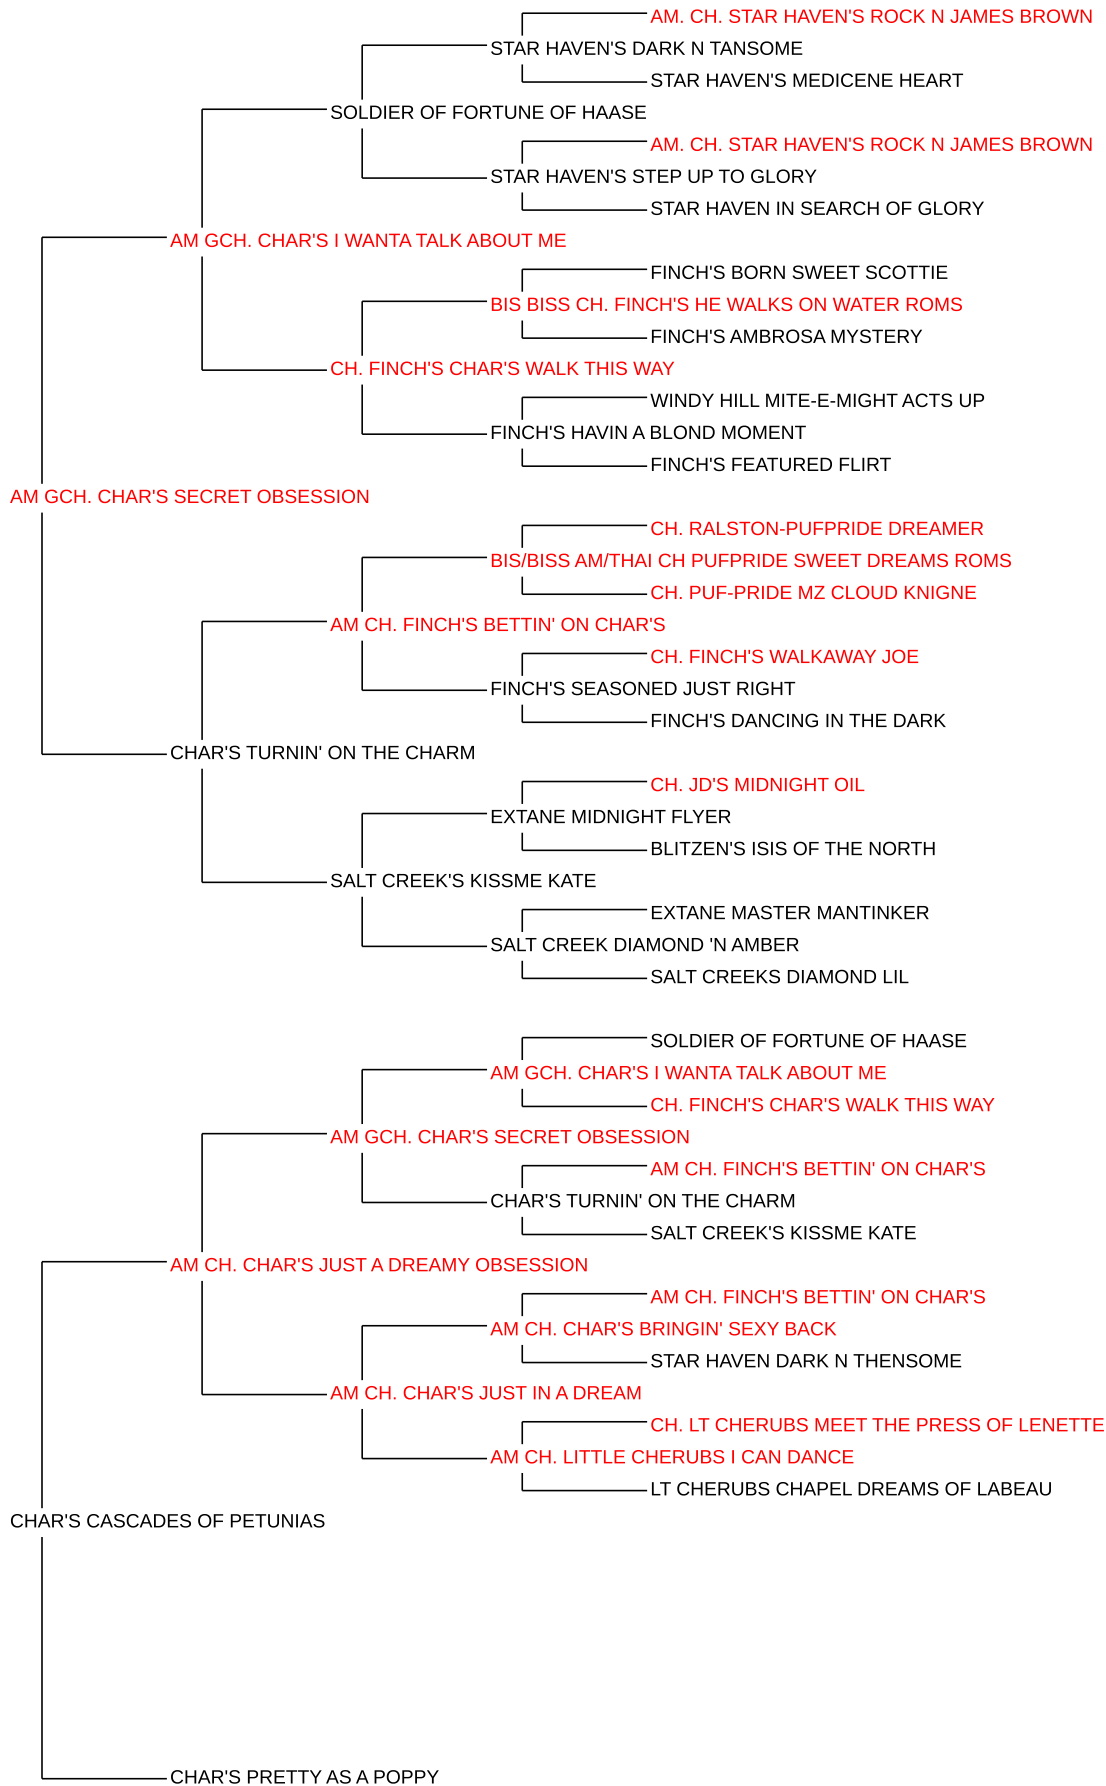 AM. CH. STAR HAVEN'S ROCK N JAMES BROWN
STAR HAVEN'S DARK N TANSOME
STAR HAVEN'S MEDICENE HEART
SOLDIER OF FORTUNE OF HAASE
AM. CH. STAR HAVEN'S ROCK N JAMES BROWN
STAR HAVEN'S STEP UP TO GLORY
STAR HAVEN IN SEARCH OF GLORY
AM GCH. CHAR'S I WANTA TALK ABOUT ME
FINCH'S BORN SWEET SCOTTIE
BIS BISS CH. FINCH'S HE WALKS ON WATER ROMS
FINCH'S AMBROSA MYSTERY
CH. FINCH'S CHAR'S WALK THIS WAY
WINDY HILL MITE-E-MIGHT ACTS UP
FINCH'S HAVIN A BLOND MOMENT
FINCH'S FEATURED FLIRT
AM GCH. CHAR'S SECRET OBSESSION
CH. RALSTON-PUFPRIDE DREAMER
BIS/BISS AM/THAI CH PUFPRIDE SWEET DREAMS ROMS
CH. PUF-PRIDE MZ CLOUD KNIGNE
AM CH. FINCH'S BETTIN' ON CHAR'S
CH. FINCH'S WALKAWAY JOE
FINCH'S SEASONED JUST RIGHT
FINCH'S DANCING IN THE DARK
CHAR'S TURNIN' ON THE CHARM
CH. JD'S MIDNIGHT OIL
EXTANE MIDNIGHT FLYER
BLITZEN'S ISIS OF THE NORTH
SALT CREEK'S KISSME KATE
EXTANE MASTER MANTINKER
SALT CREEK DIAMOND 'N AMBER
SALT CREEKS DIAMOND LIL
SOLDIER OF FORTUNE OF HAASE
AM GCH. CHAR'S I WANTA TALK ABOUT ME
CH. FINCH'S CHAR'S WALK THIS WAY
AM GCH. CHAR'S SECRET OBSESSION
AM CH. FINCH'S BETTIN' ON CHAR'S
CHAR'S TURNIN' ON THE CHARM
SALT CREEK'S KISSME KATE
AM CH. CHAR'S JUST A DREAMY OBSESSION
AM CH. FINCH'S BETTIN' ON CHAR'S
AM CH. CHAR'S BRINGIN' SEXY BACK
STAR HAVEN DARK N THENSOME
AM CH. CHAR'S JUST IN A DREAM
CH. LT CHERUBS MEET THE PRESS OF LENETTE
AM CH. LITTLE CHERUBS I CAN DANCE
LT CHERUBS CHAPEL DREAMS OF LABEAU
CHAR'S CASCADES OF PETUNIAS
CHAR'S PRETTY AS A POPPY